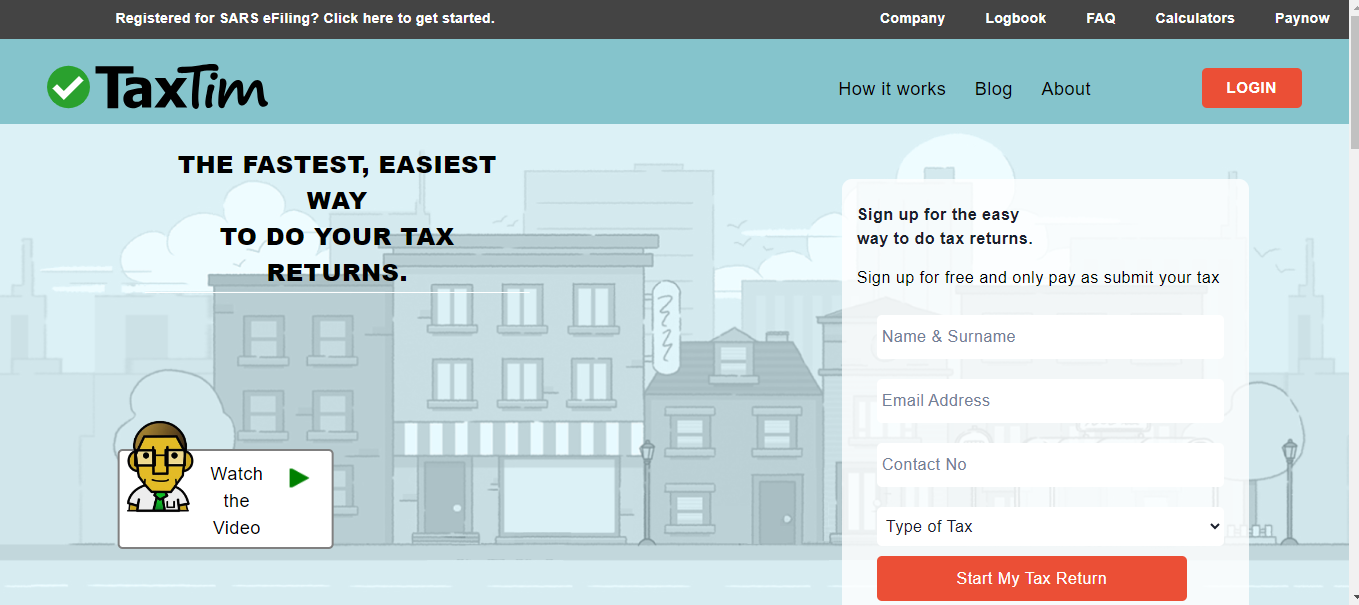 Registered for SARS eFiling? Click here to get started.
Company Logbook FAQ Calculators Paynow
TaxTim
How it works Blog About
LOGIN
THE FASTEST, EASIEST
WAY
TO DO YOUR TAX
RETURNS.
Watch
the
Video
Sign up for the easy
way to do tax returns.
Sign up for free and only pay as submit your tax
Name & Surname
Email Address
Contact No
Type of Tax
Start My Tax Return